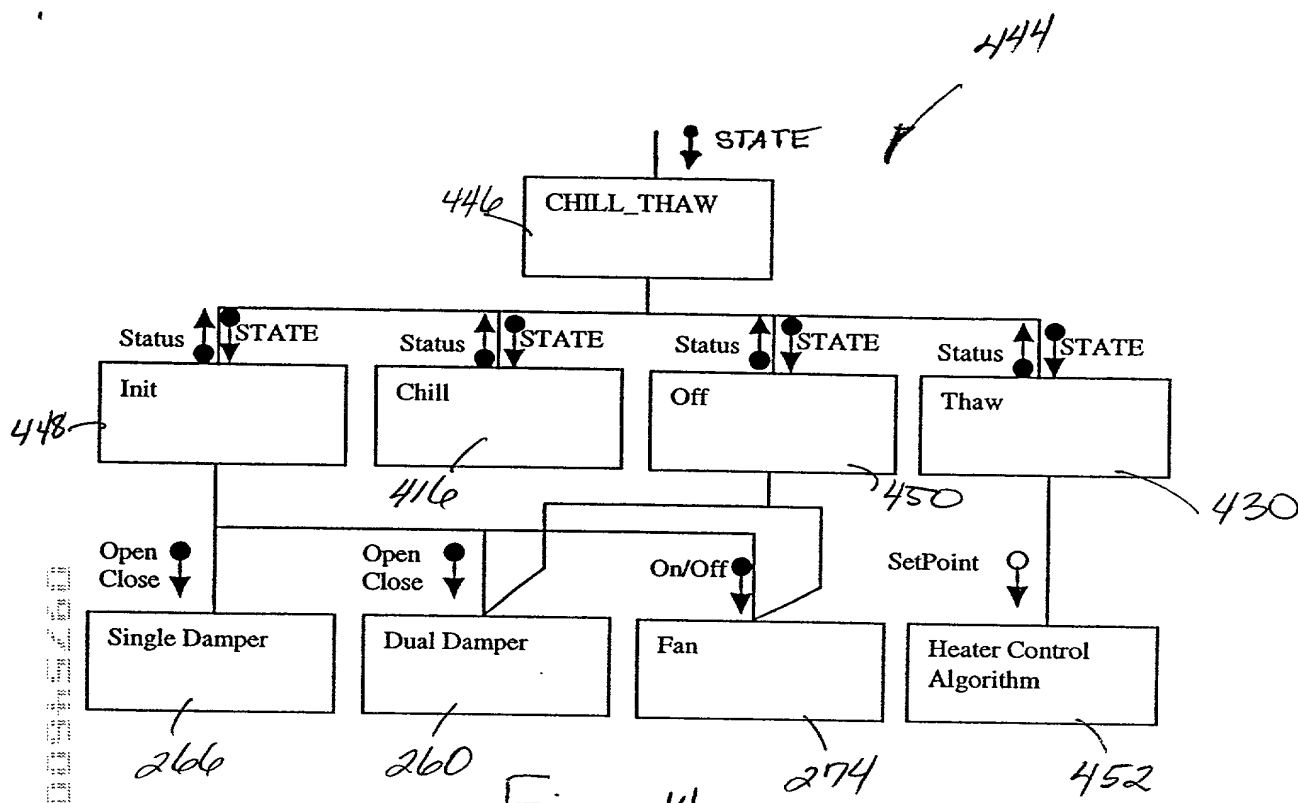 444
STATE
446
CHILL_THAW
Status
STATE
Status
STATE
Status
STATE
Status
STATE
Init
Chill
Off
Thaw
448
416
450
430
Open
Close
Open
Close
On/Off
SetPoint
Single Damper
Dual Damper
Fan
Heater Control
Algorithm
266
260
274
452